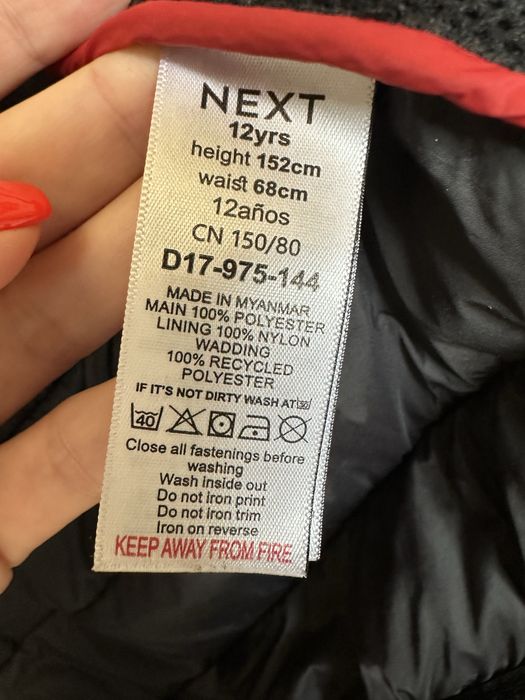 NEXT
12yrs
height 152cm
waist 68cm
12años
CN 150/80
D17-975-144
MADE IN MYANMAR
MAIN 100% POLYESTER
LINING 100% NYLON
WADDING
100% RECYCLED
POLYESTER
IF IT'S NOT DIRTY WASH AT
40
Close all fastenings before
washing
Wash inside out
Do not iron print
Do not iron trim
Iron on reverse
KEEP AWAY FROM FIRE